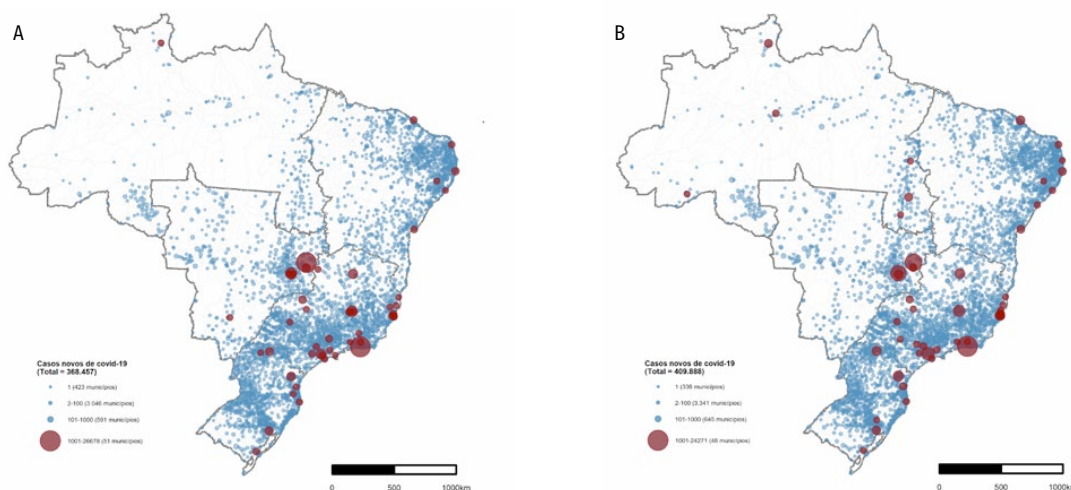 A
Casos novos de covid-19
(Total = 368.457)
1 (423 municípios)
2-100 (3.046 municípios)
101-1000 (591 municípios)
1001-26678 (51 municípios)
0 500 1000km
B
Casos novos de covid-19
(Total = 409.888)
1 (336 municípios)
2-100 (3.341 municípios)
101-1000 (645 municípios)
1001-24271 (48 municípios)
0 500 1000km